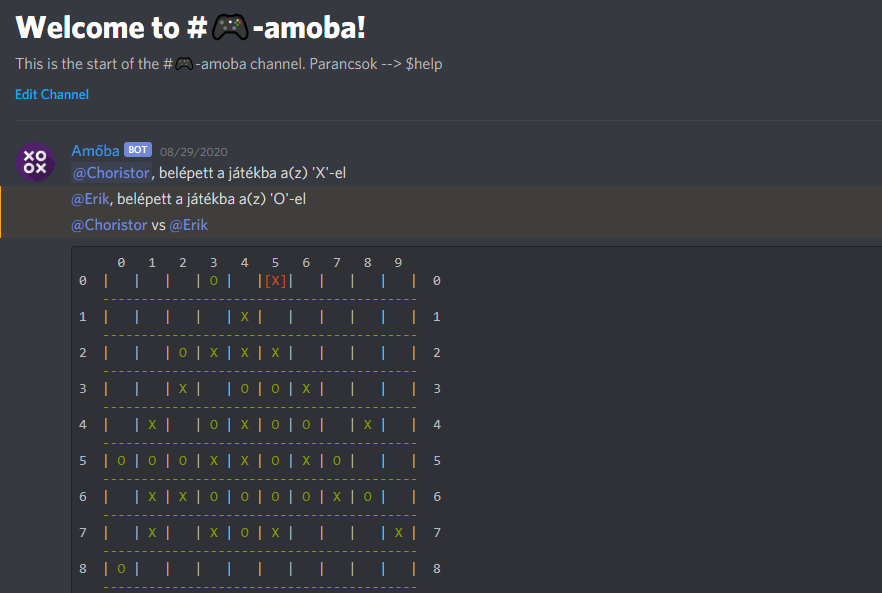 Welcome to #🎮-amoba!
This is the start of the #🎮-amoba channel. Parancsok --> $help
Edit Channel
XO
OX
Amőba BOT 08/29/2020
@Choristor, belépett a játékba a(z) 'X'-el
@Erik, belépett a játékba a(z) 'O'-el
@Choristor vs @Erik
0 1 2 3 4 5 6 7 8 9
0 | | | | O | |[X]| | | | | 0
-----------------------------------------
1 | | | | | X | | | | | | 1
-----------------------------------------
2 | | | O | X | X | X | | | | | 2
-----------------------------------------
3 | | | X | | O | O | X | | | | 3
-----------------------------------------
4 | | X | | O | X | O | O | | X | | 4
-----------------------------------------
5 | O | O | O | X | X | O | X | O | | | 5
-----------------------------------------
6 | | X | X | O | O | O | O | X | O | | 6
-----------------------------------------
7 | | X | | X | O | X | | | | X | 7
-----------------------------------------
8 | O | | | | | | | | | | 8
-----------------------------------------